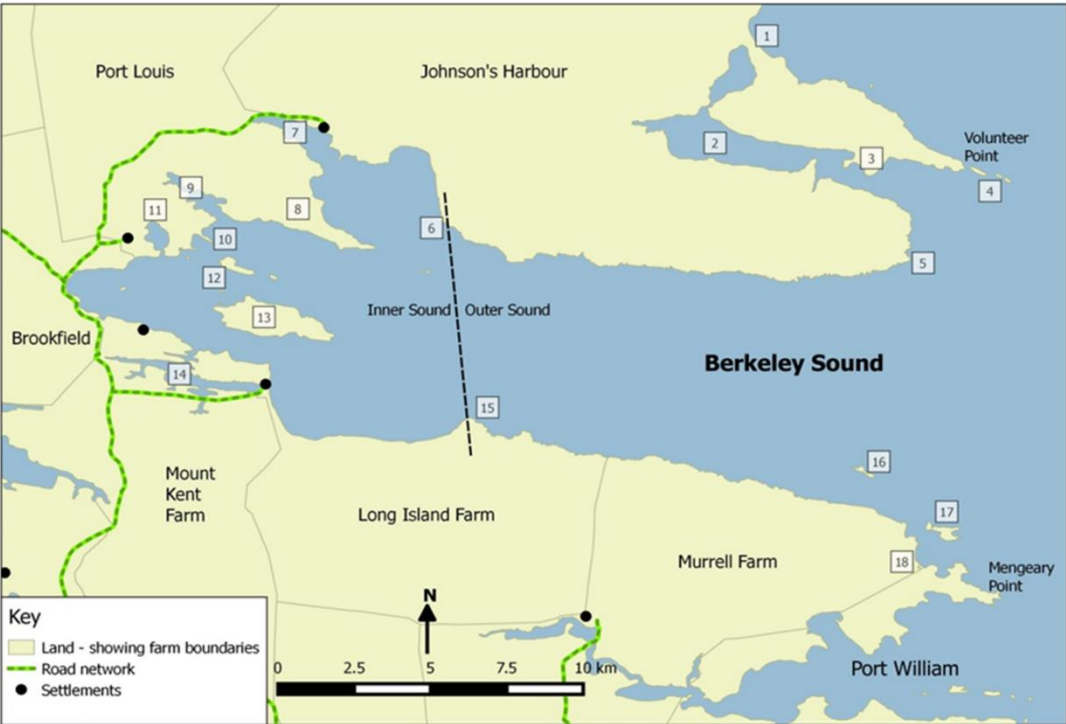 1
Port Louis
Johnson's Harbour
7
2
Volunteer
Point
3
4
9
11
8
6
10
5
12
Inner Sound
Outer Sound
13
Brookfield
Berkeley Sound
14
15
16
Mount
Kent
Farm
Long Island Farm
17
Murrell Farm
18
Mengeary
Point
N
Port William
0 2.5 5 7.5 10 km
Key
Land - showing farm boundaries
Road network
Settlements